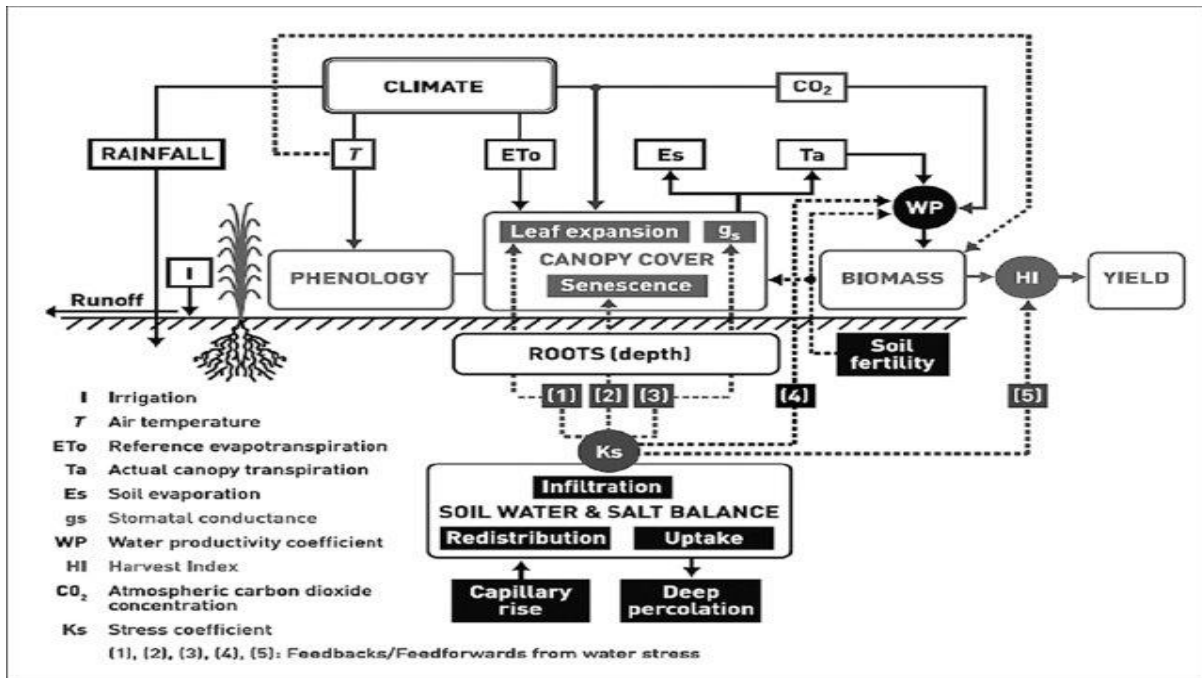 CLIMATE
CO₂
RAINFALL
T
ETo
Es
Ta
WP
Leaf expansion
gs
CANOPY COVER
Senescence
PHENOLOGY
BIOMASS
HI
YIELD
I
Runoff
ROOTS (depth)
Soil
fertility
(1)
(2)
(3)
(4)
(5)
Ks
Infiltration
SOIL WATER & SALT BALANCE
Redistribution
Uptake
Capillary
rise
Deep
percolation
I Irrigation
T Air temperature
ETo Reference evapotranspiration
Ta Actual canopy transpiration
Es Soil evaporation
gs Stomatal conductance
WP Water productivity coefficient
HI Harvest Index
CO₂ Atmospheric carbon dioxide
concentration
Ks Stress coefficient
(1), (2), (3), (4), (5): Feedbacks/Feedforwards from water stress